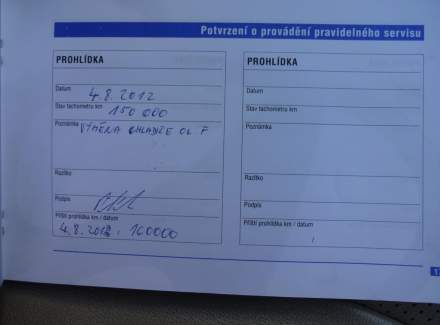 Potvrzení o provádění pravidelného servisu
PROHLÍDKA
Datum 4.8.2012
Stav tachometru km 150 000
Poznámka VÝMĚNA CHLADIČE OL F
Razítko
Podpis
Příští prohlídka km / datum
4.8.2013 : 160000
PROHLÍDKA
Datum
Stav tachometru km
Poznámka
Razítko
Podpis
Příští prohlídka km / datum